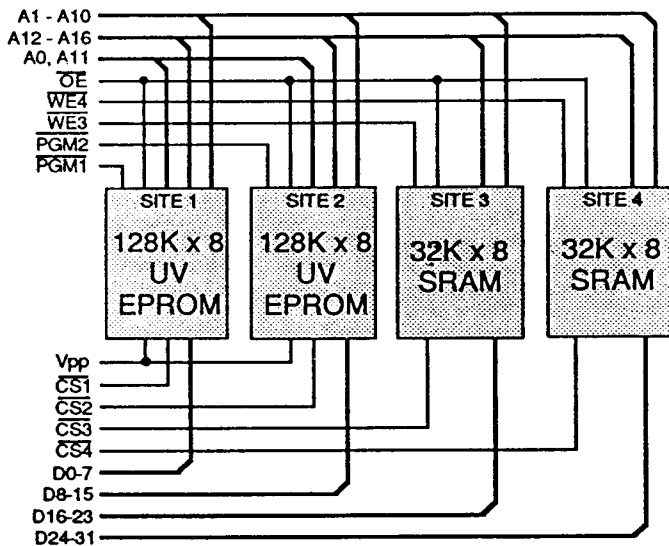 A1 - A10
A12 - A16
A0, A11
OE
WE4
WE3
PGM2
PGM1
SITE 1
128K x 8
UV
EPROM
SITE 2
128K x 8
UV
EPROM
SITE 3
32K x 8
SRAM
SITE 4
32K x 8
SRAM
Vpp
CS1
CS2
CS3
CS4
D0-7
D8-15
D16-23
D24-31